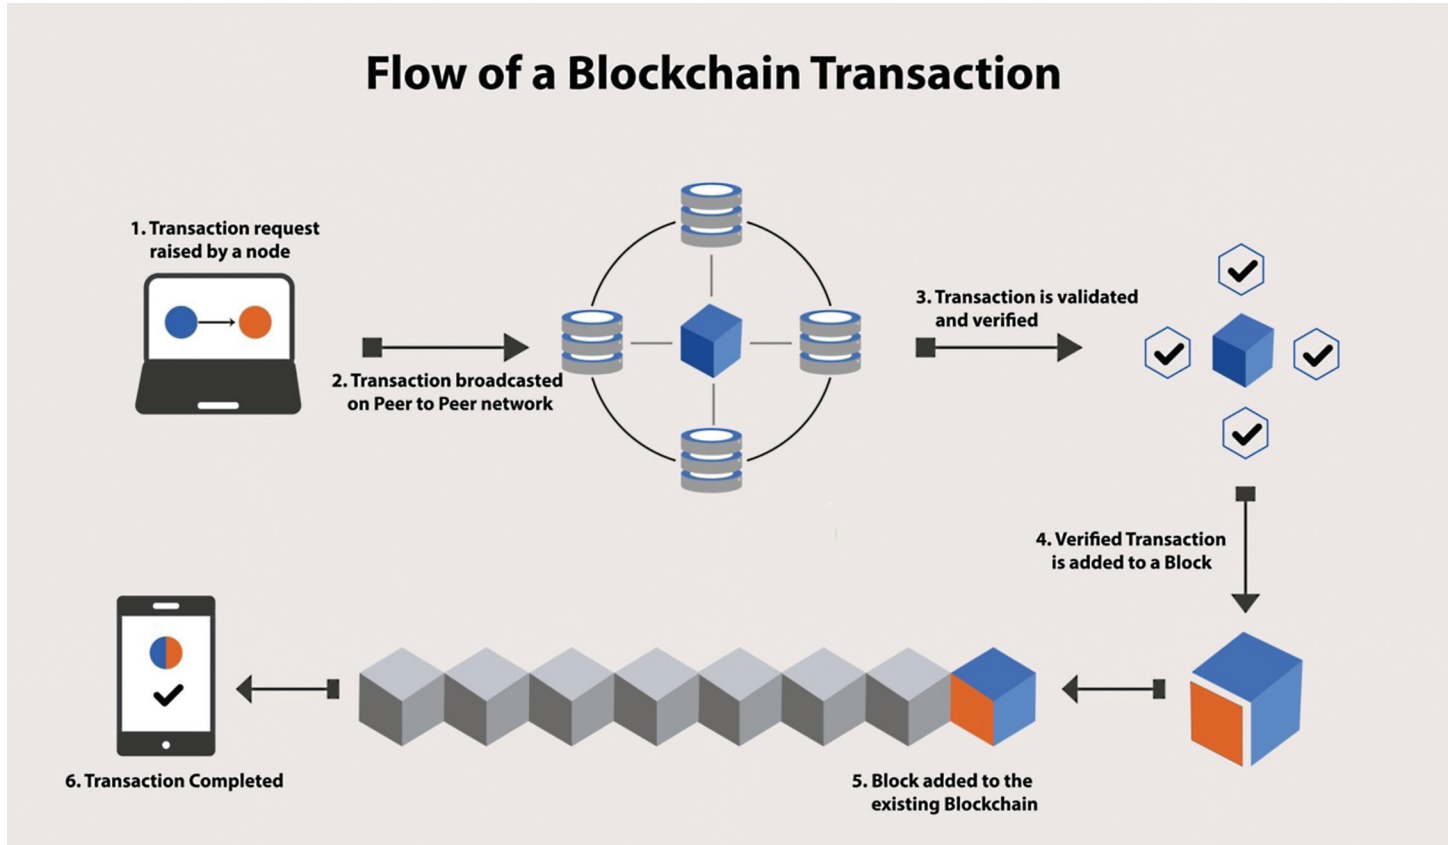 Flow of a Blockchain Transaction
1. Transaction request
raised by a node
2. Transaction broadcasted
on Peer to Peer network
3. Transaction is validated
and verified
4. Verified Transaction
is added to a Block
5. Block added to the
existing Blockchain
6. Transaction Completed